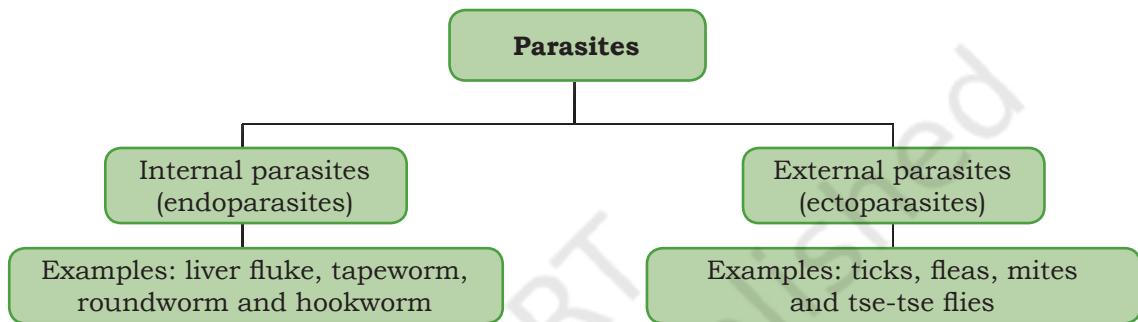 Parasites
Internal parasites
(endoparasites)
External parasites
(ectoparasites)
Examples: liver fluke, tapeworm,
roundworm and hookworm
Examples: ticks, fleas, mites
and tse-tse flies